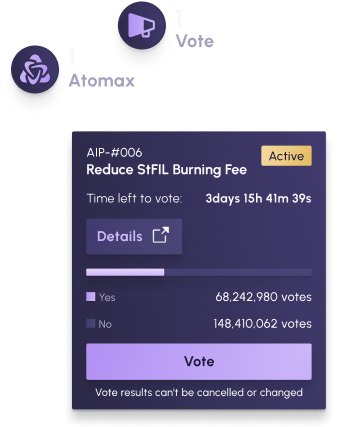 1
Vote
1
Atomax
AIP-#006
Active
Reduce StFIL Burning Fee
Time left to vote: 3days 15h 41m 39s
Details
Yes 68,242,980 votes
No 148,410,062 votes
Vote
Vote results can't be cancelled or changed